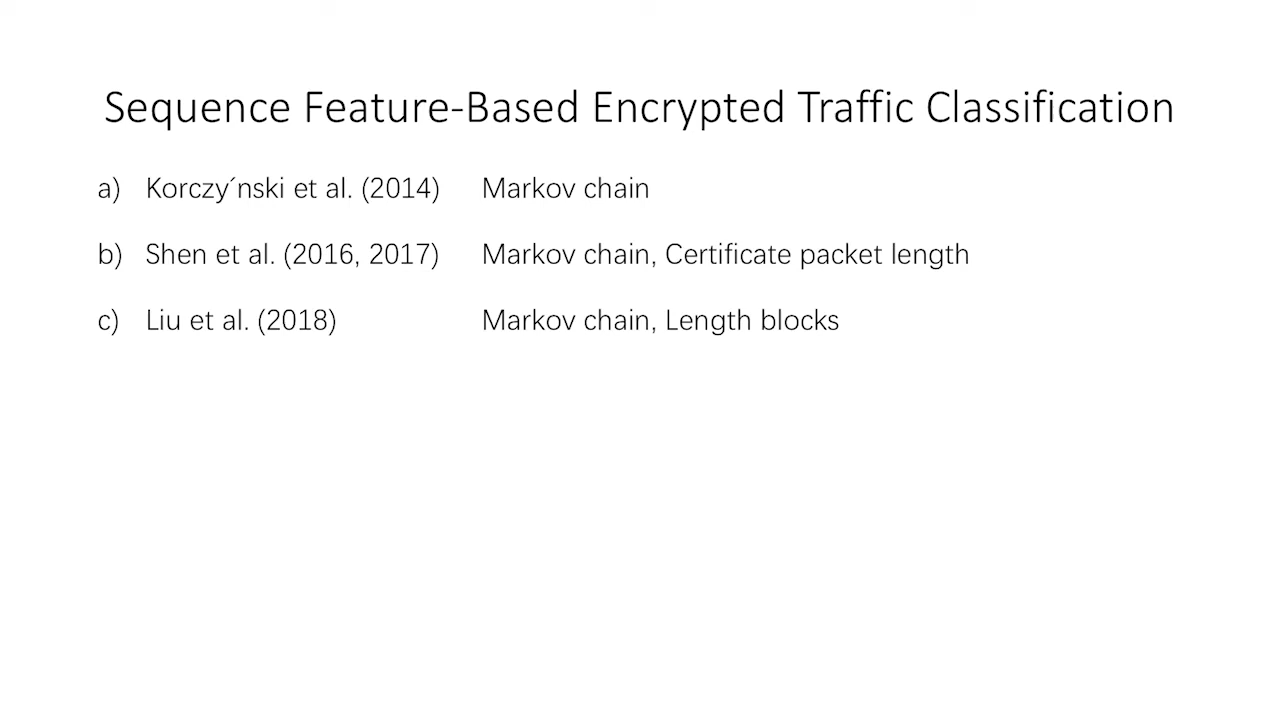 Sequence Feature-Based Encrypted Traffic Classification
a) Korczy´nski et al. (2014) Markov chain
b) Shen et al. (2016, 2017) Markov chain, Certificate packet length
c) Liu et al. (2018) Markov chain, Length blocks